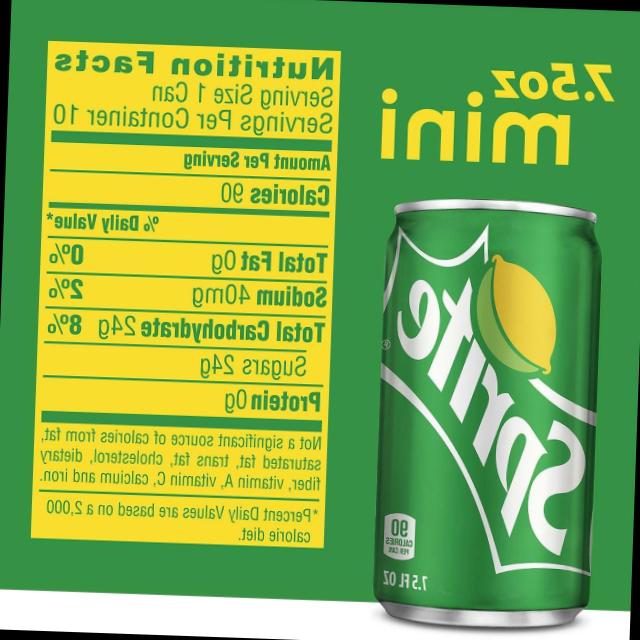 Nutrition Facts
Serving Size 1 Can
Servings Per Container 10
Amount Per Serving
Calories 90
% Daily Value*
Total Fat 0g 0%
Sodium 40mg 2%
Total Carbohydrate 24g 8%
Sugars 24g
Protein 0g
Not a significant source of calories from fat,
saturated fat, trans fat, cholesterol, dietary
fiber, vitamin A, vitamin C, calcium and iron.
*Percent Daily Values are based on a 2,000
calorie diet.
7.5oz
mini
Sprite®
90
CALORIES
PER CAN
7.5 FL OZ